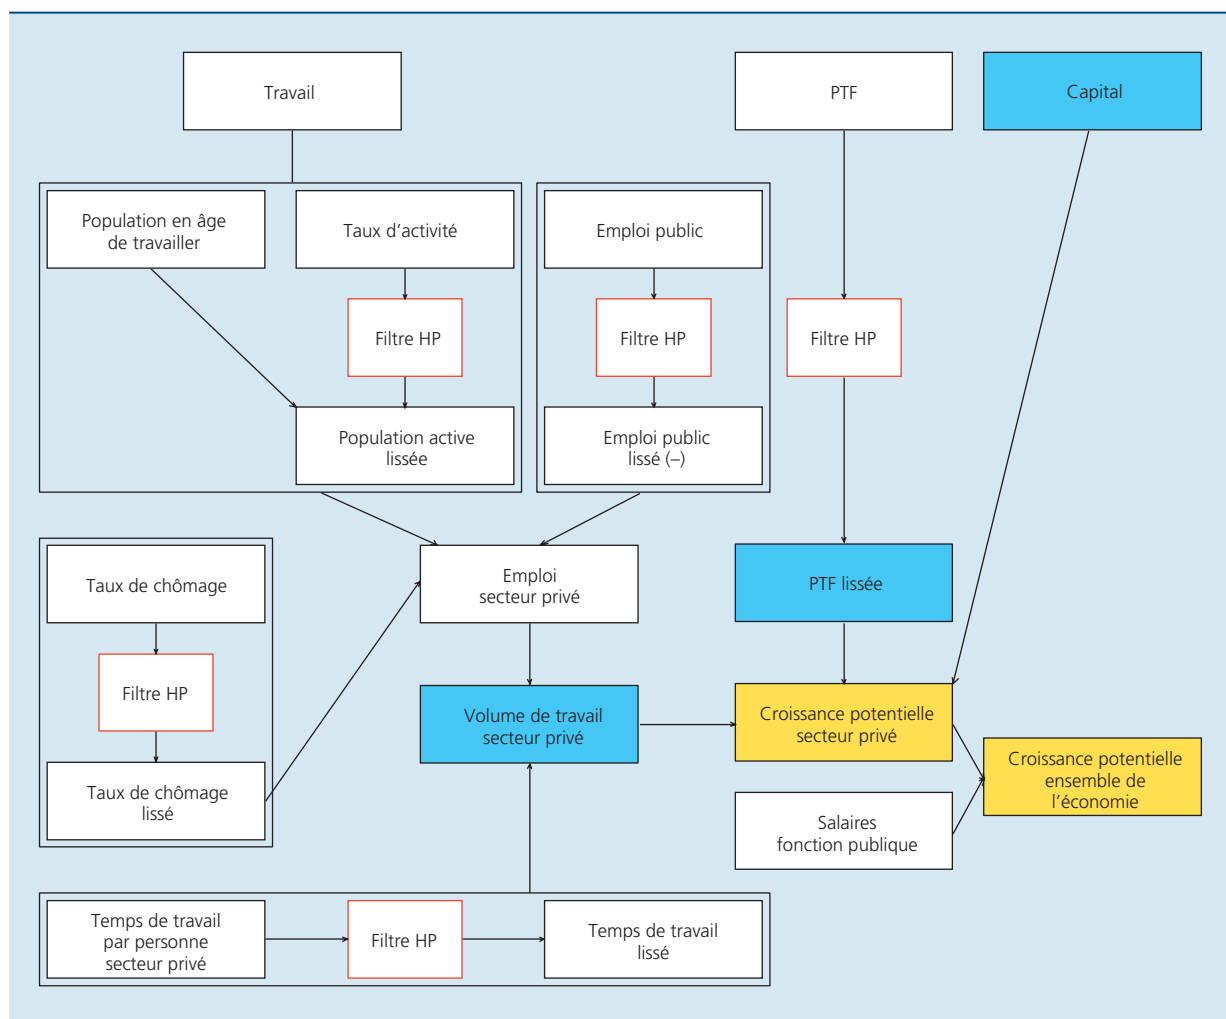 Travail
PTF
Capital
Population en âge
de travailler
Taux d’activité
Emploi public
Filtre HP
Filtre HP
Filtre HP
Population active
lissée
Emploi public
lissé (–)
Taux de chômage
Emploi
secteur privé
PTF lissée
Filtre HP
Volume de travail
secteur privé
Croissance potentielle
secteur privé
Croissance potentielle
ensemble de
l’économie
Taux de chômage
lissé
Salaires
fonction publique
Temps de travail
par personne
secteur privé
Filtre HP
Temps de travail
lissé